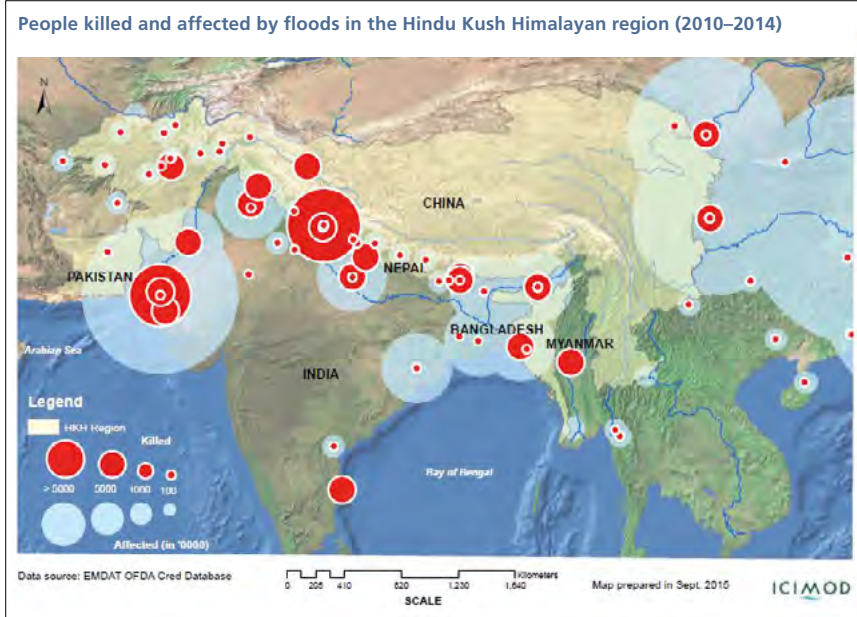 People killed and affected by floods in the Hindu Kush Himalayan region (2010–2014)
N
CHINA
PAKISTAN
NEPAL
BANGLADESH
MYANMAR
Arabian Sea
INDIA
Legend
HKH Region
Killed
> 5000 5000 1000 100
Bay of Bengal
Affected (in '0000)
Data source: EMDAT OFDA Cred Database
Kilometers
0 205 410 820 1,230 1,640
SCALE
Map prepared in Sept. 2015
ICIMOD